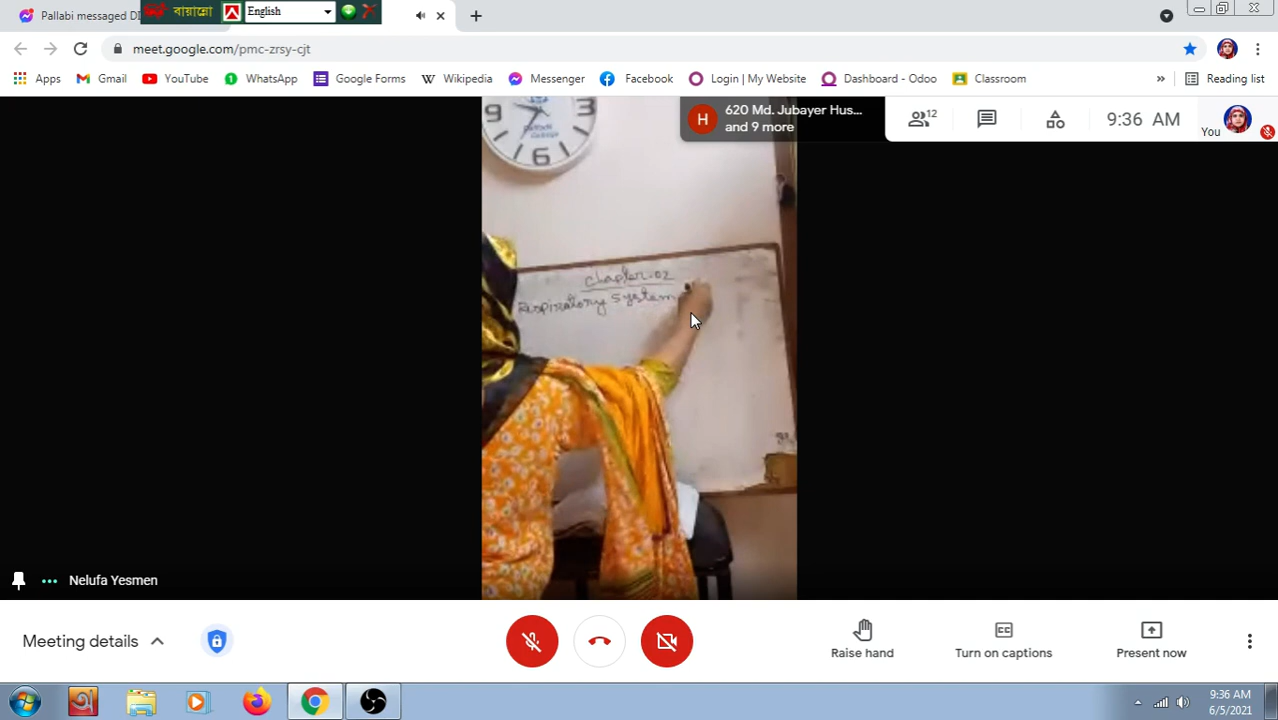 Pallabi messaged
বায়ান্নো
English
meet.google.com/pmc-zrsy-cjt
Apps
Gmail
YouTube
WhatsApp
Google Forms
Wikipedia
Messenger
Facebook
Login | My Website
Dashboard - Odoo
Classroom
»
Reading list
9 3
6
H
620 Md. Jubayer Hus...
and 9 more
12
9:36 AM
You
Chapter-02
Respiratory System
Nelufa Yesmen
Meeting details
Raise hand
Turn on captions
Present now
9:36 AM
6/5/2021